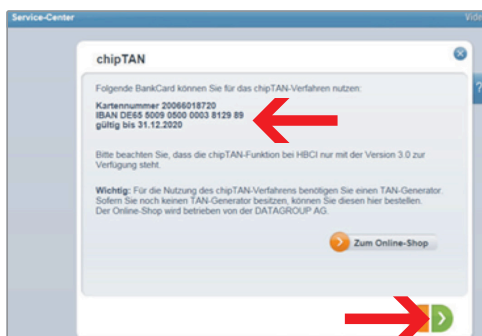 Service-Center
chipTAN
Folgende BankCard können Sie für das chipTAN-Verfahren nutzen:
Kartennummer 20066018720
IBAN DE65 5009 0500 0003 8129 89
gültig bis 31.12.2020
Bitte beachten Sie, dass die chipTAN-Funktion bei HBCI nur mit der Version 3.0 zur
Verfügung steht.
Wichtig: Für die Nutzung des chipTAN-Verfahrens benötigen Sie einen TAN-Generator.
Sofern Sie noch keinen TAN-Generator besitzen, können Sie diesen hier bestellen.
Der Online-Shop wird betrieben von der DATAGROUP AG.
Zum Online-Shop